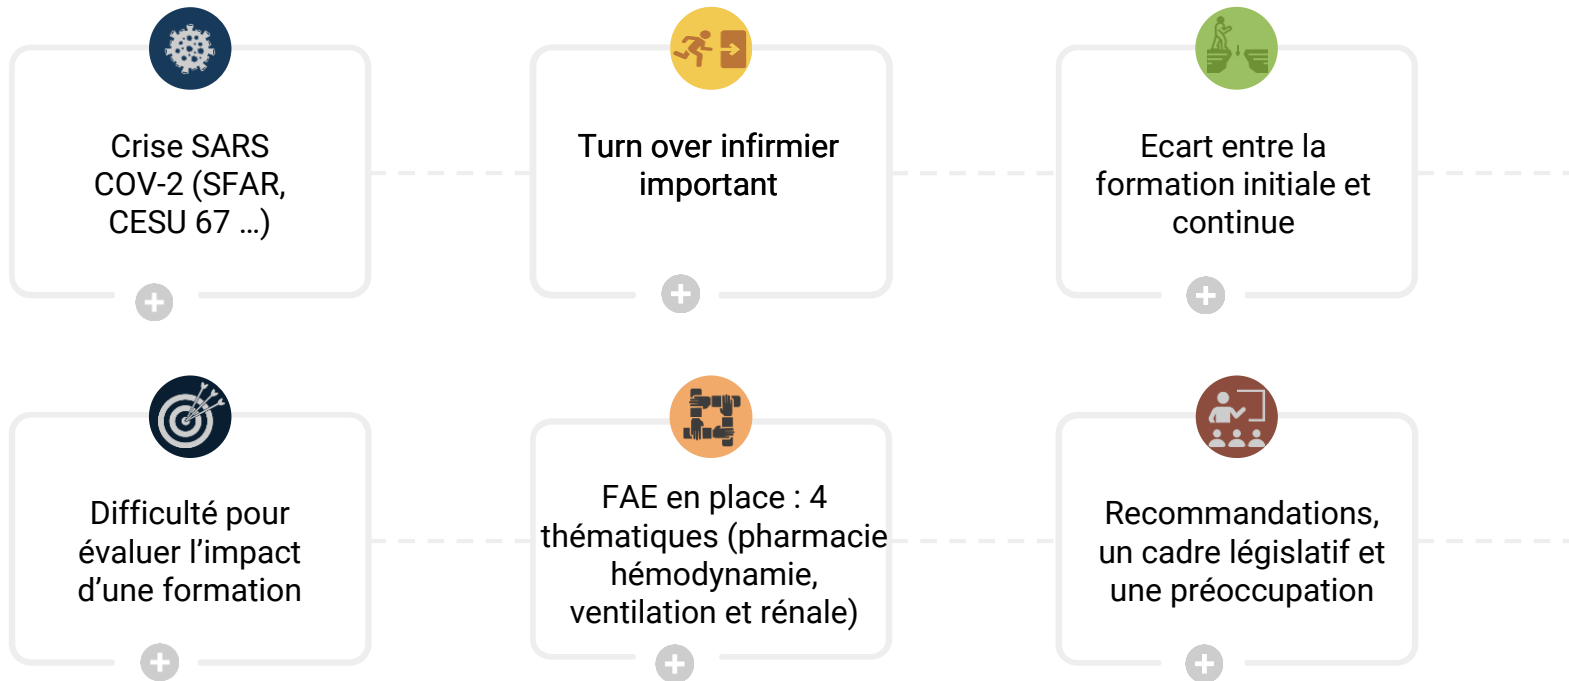 Crise SARS
COV-2 (SFAR,
CESU 67 ...)
Turn over infirmier
important
Ecart entre la
formation initiale et
continue
Difficulté pour
évaluer l’impact
d’une formation
FAE en place : 4
thématiques (pharmacie
hémodynamie,
ventilation et rénale)
Recommandations,
un cadre législatif et
une préoccupation